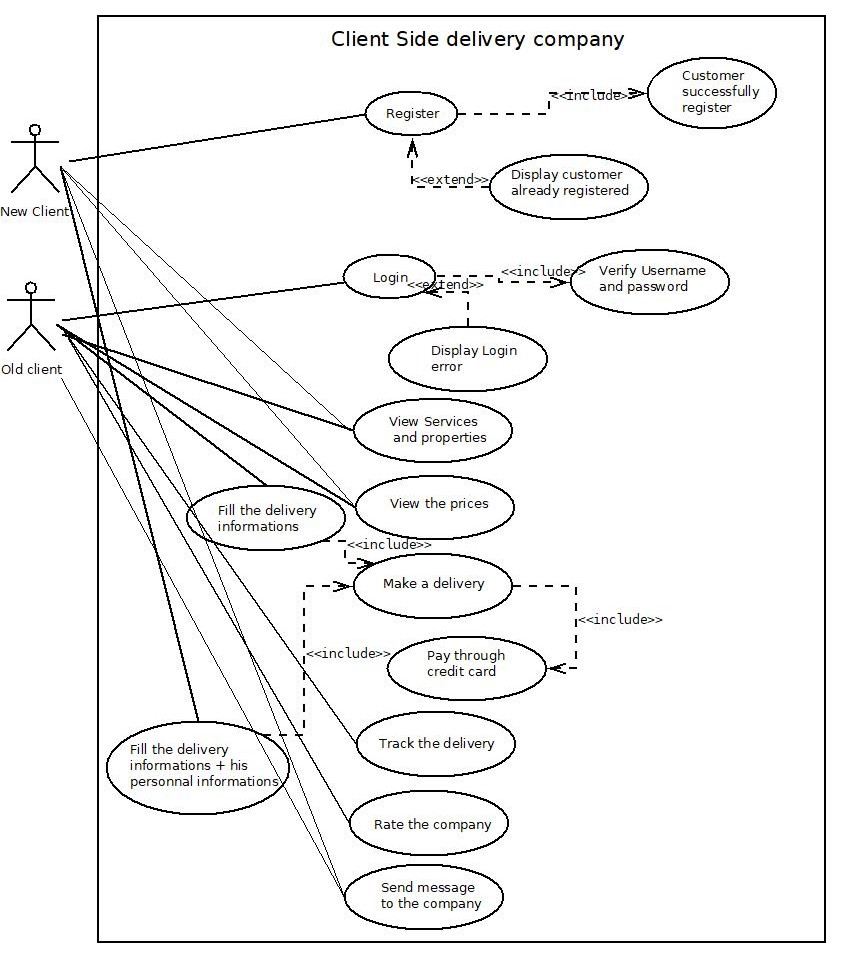 Client Side delivery company
Customer
successfully
register
<<include>>
Register
<<extend>>
Display customer
already registered
New Client
Login
<<include>>
Verify Username
and password
<<extend>>
Display Login
error
Old client
View Services
and properties
View the prices
Fill the delivery
informations
<<include>>
Make a delivery
<<include>>
<<include>>
Pay through
credit card
Track the delivery
Fill the delivery
informations + his
personnal informations
Rate the company
Send message
to the company